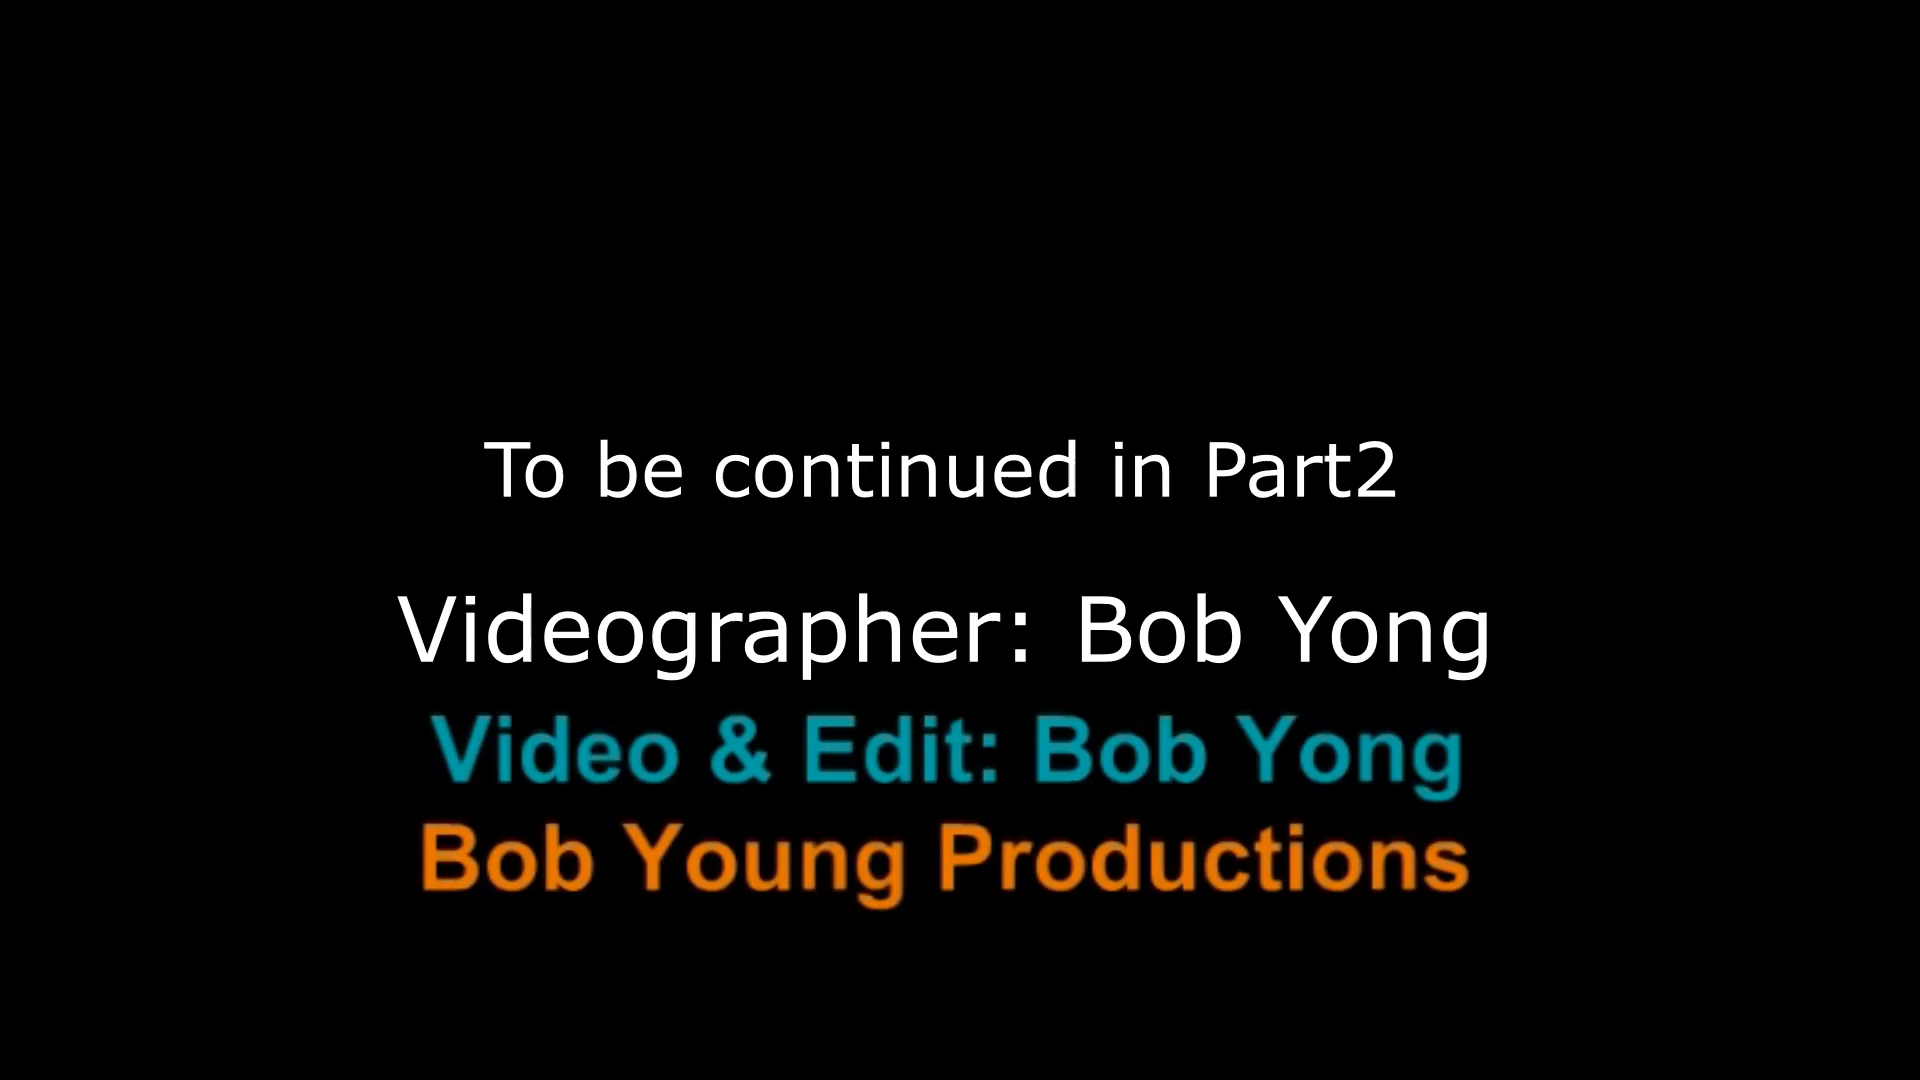 To be continued in Part2
Videographer: Bob Yong
Video & Edit: Bob Yong
Bob Young Productions